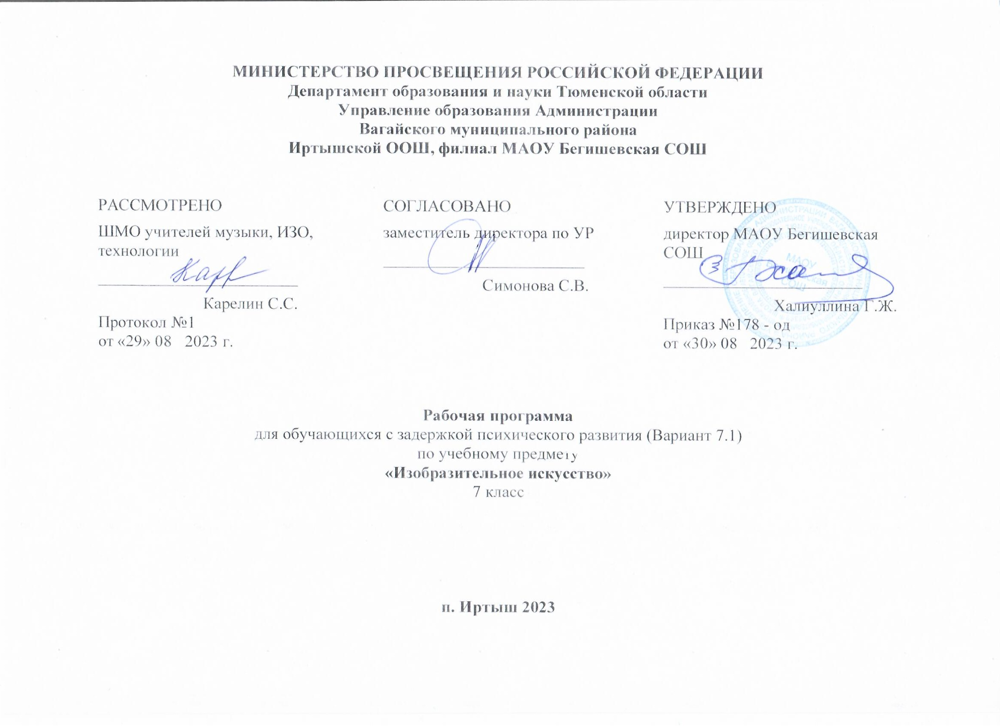 МИНИСТЕРСТВО ПРОСВЕЩЕНИЯ РОССИЙСКОЙ ФЕДЕРАЦИИ
Департамент образования и науки Тюменской области
Управление образования Администрации
Вагайского муниципального района
Иртышской ООШ, филиал МАОУ Бегишевская СОШ
РАССМОТРЕНО
ШМО учителей музыки, ИЗО,
технологии
Карелин С.С.
Протокол №1
от «29» 08 2023 г.
СОГЛАСОВАНО
заместитель директора по УР
Симонова С.В.
УТВЕРЖДЕНО
директор МАОУ Бегишевская
СОШ
Халиуллина Г.Ж.
Приказ №178 - од
от «30» 08 2023 г.
МАОУ
СОШ
Рабочая программа
для обучающихся с задержкой психического развития (Вариант 7.1)
по учебному предмету
«Изобразительное искусство»
7 класс
п. Иртыш 2023